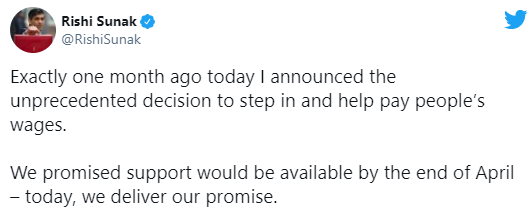 Rishi Sunak
@RishiSunak
Exactly one month ago today I announced the
unprecedented decision to step in and help pay people's
wages.
We promised support would be available by the end of April
– today, we deliver our promise.